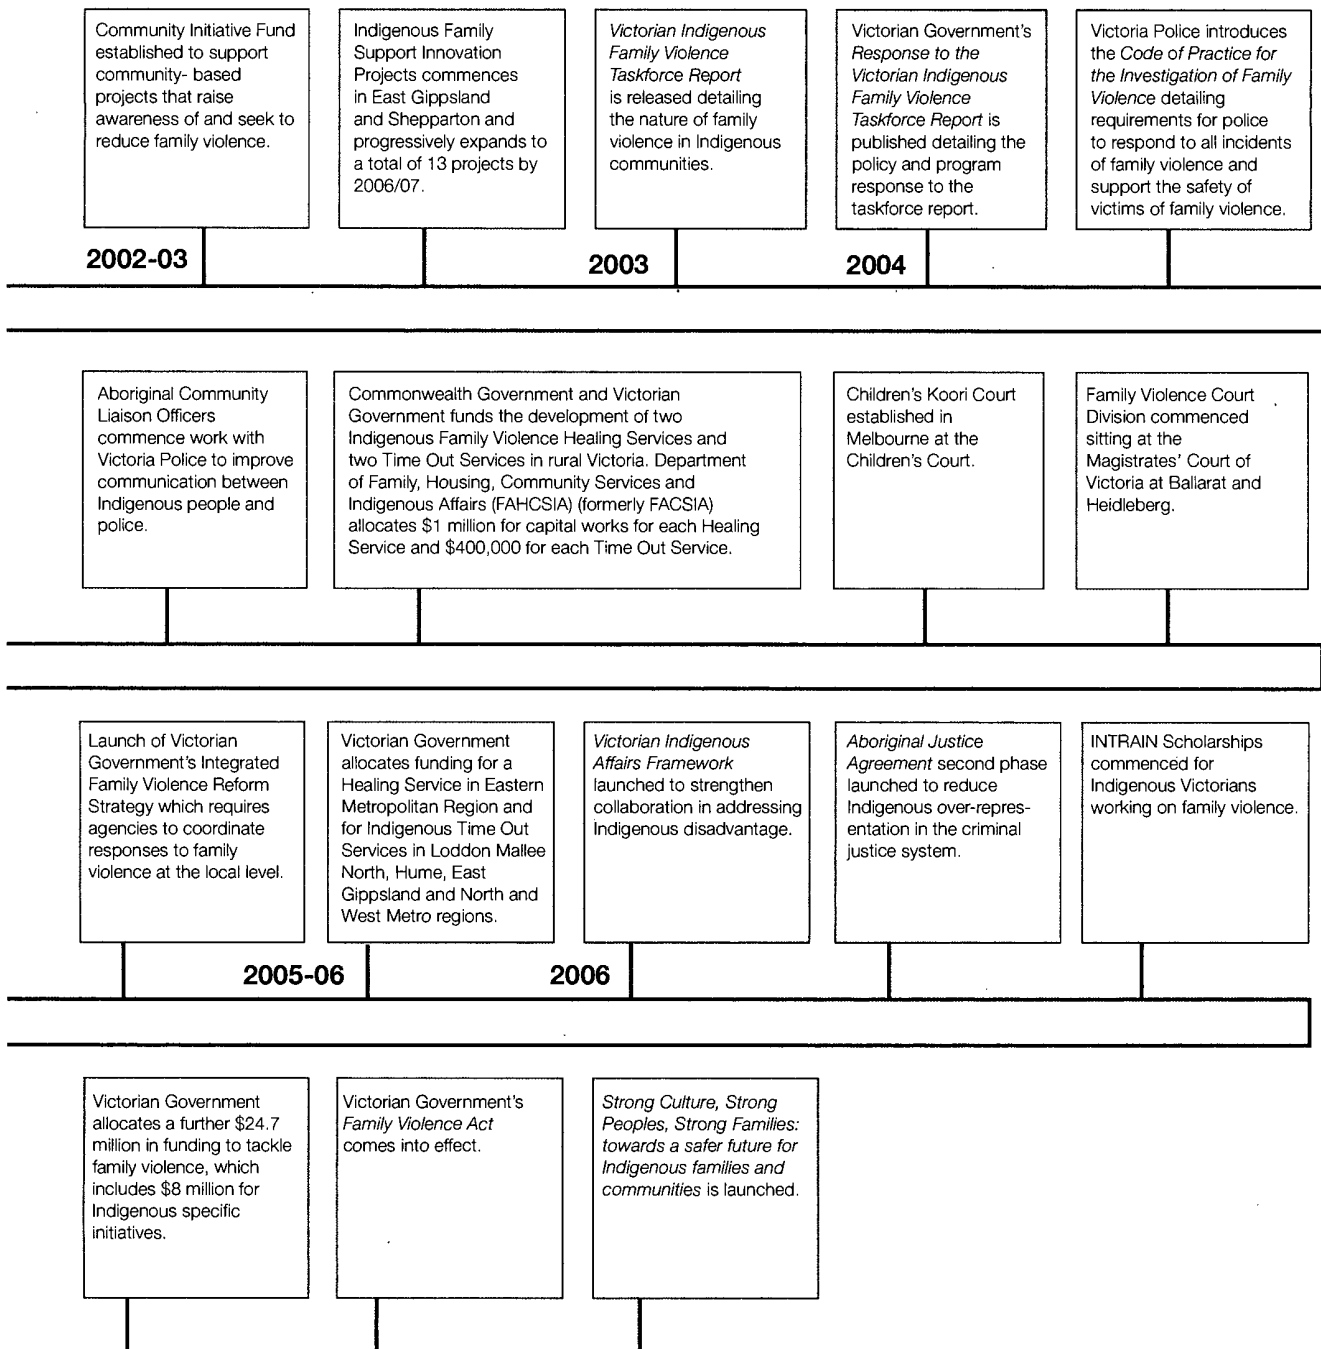 Community Initiative Fund
established to support
community- based
projects that raise
awareness of and seek to
reduce family violence.
Indigenous Family
Support Innovation
Projects commences
in East Gippsland
and Shepparton and
progressively expands to
a total of 13 projects by
2006/07.
Victorian Indigenous
Family Violence
Taskforce Report
is released detailing
the nature of family
violence in Indigenous
communities.
Victorian Government's
Response to the
Victorian Indigenous
Family Violence
Taskforce Report is
published detailing the
policy and program
response to the
taskforce report.
Victoria Police introduces
the Code of Practice for
the Investigation of Family
Violence detailing
requirements for police
to respond to all incidents
of family violence and
support the safety of
victims of family violence.
2002-03
2003
2004
Aboriginal Community
Liaison Officers
commence work with
Victoria Police to improve
communication between
Indigenous people and
police.
Commonwealth Government and Victorian
Government funds the development of two
Indigenous Family Violence Healing Services and
two Time Out Services in rural Victoria. Department
of Family, Housing, Community Services and
Indigenous Affairs (FAHCSIA) (formerly FACSIA)
allocates $1 million for capital works for each Healing
Service and $400,000 for each Time Out Service.
Children's Koori Court
established in
Melbourne at the
Children's Court.
Family Violence Court
Division commenced
sitting at the
Magistrates' Court of
Victoria at Ballarat and
Heidleberg.
Launch of Victorian
Government's Integrated
Family Violence Reform
Strategy which requires
agencies to coordinate
responses to family
violence at the local level.
Victorian Government
allocates funding for a
Healing Service in Eastern
Metropolitan Region and
for Indigenous Time Out
Services in Loddon Mallee
North, Hume, East
Gippsland and North and
West Metro regions.
Victorian Indigenous
Affairs Framework
launched to strengthen
collaboration in addressing
Indigenous disadvantage.
Aboriginal Justice
Agreement second phase
launched to reduce
Indigenous over-repres-
entation in the criminal
justice system.
INTRAIN Scholarships
commenced for
Indigenous Victorians
working on family violence.
2005-06
2006
Victorian Government
allocates a further $24.7
million in funding to tackle
family violence, which
includes $8 million for
Indigenous specific
initiatives.
Victorian Government's
Family Violence Act
comes into effect.
Strong Culture, Strong
Peoples, Strong Families:
towards a safer future for
Indigenous families and
communities is launched.